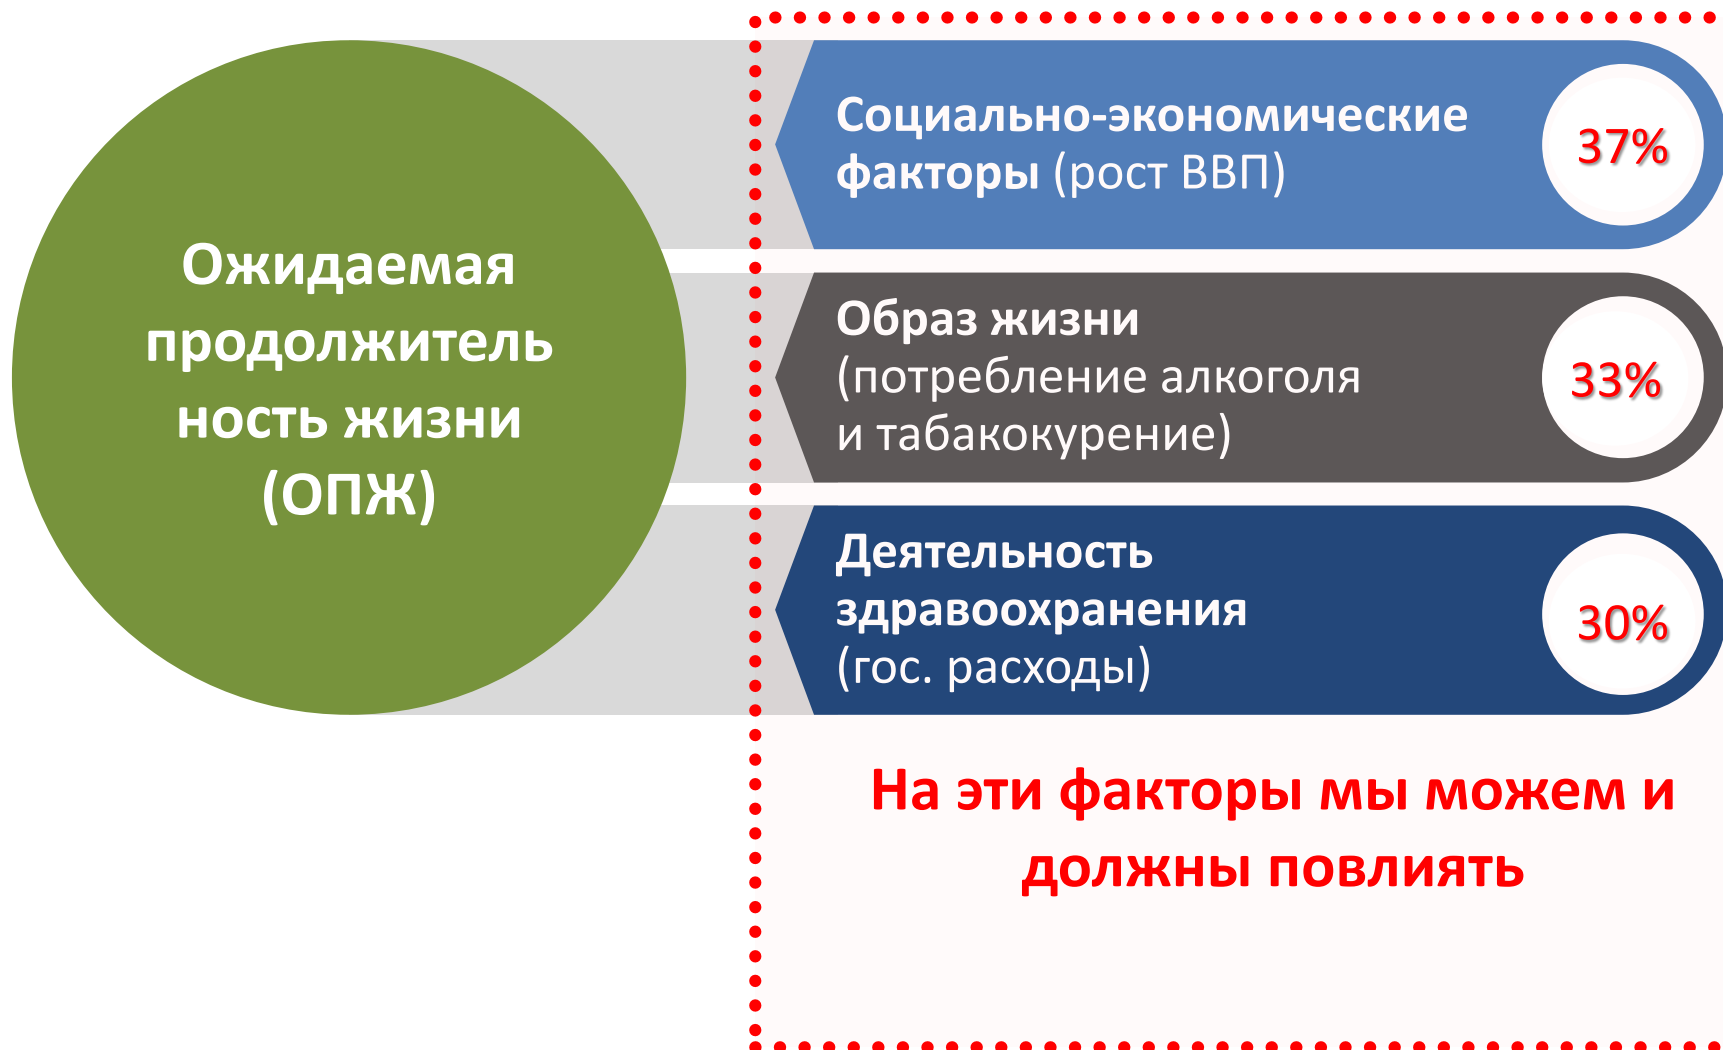 Ожидаемая
продолжитель
ность жизни
(ОПЖ)
Социально-экономические
факторы (рост ВВП)
37%
Образ жизни
(потребление алкоголя
и табакокурение)
33%
Деятельность
здравоохранения
(гос. расходы)
30%
На эти факторы мы можем и
должны повлиять